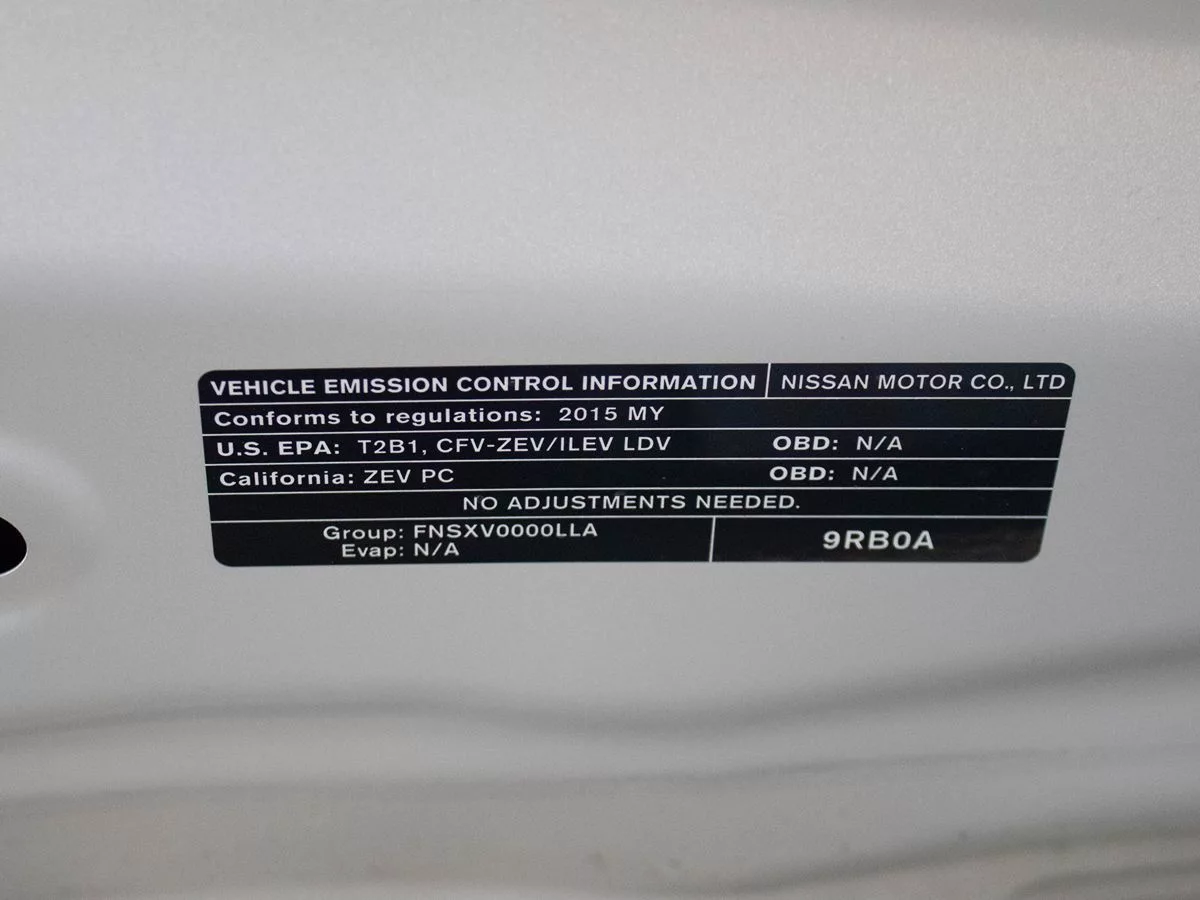 VEHICLE EMISSION CONTROL INFORMATION NISSAN MOTOR CO., LTD
Conforms to regulations: 2015 MY
U.S. EPA: T2B1, CFV-ZEV/ILEV LDV OBD: N/A
California: ZEV PC OBD: N/A
NO ADJUSTMENTS NEEDED.
Group: FNSXV0000LLA
Evap: N/A
9RB0A